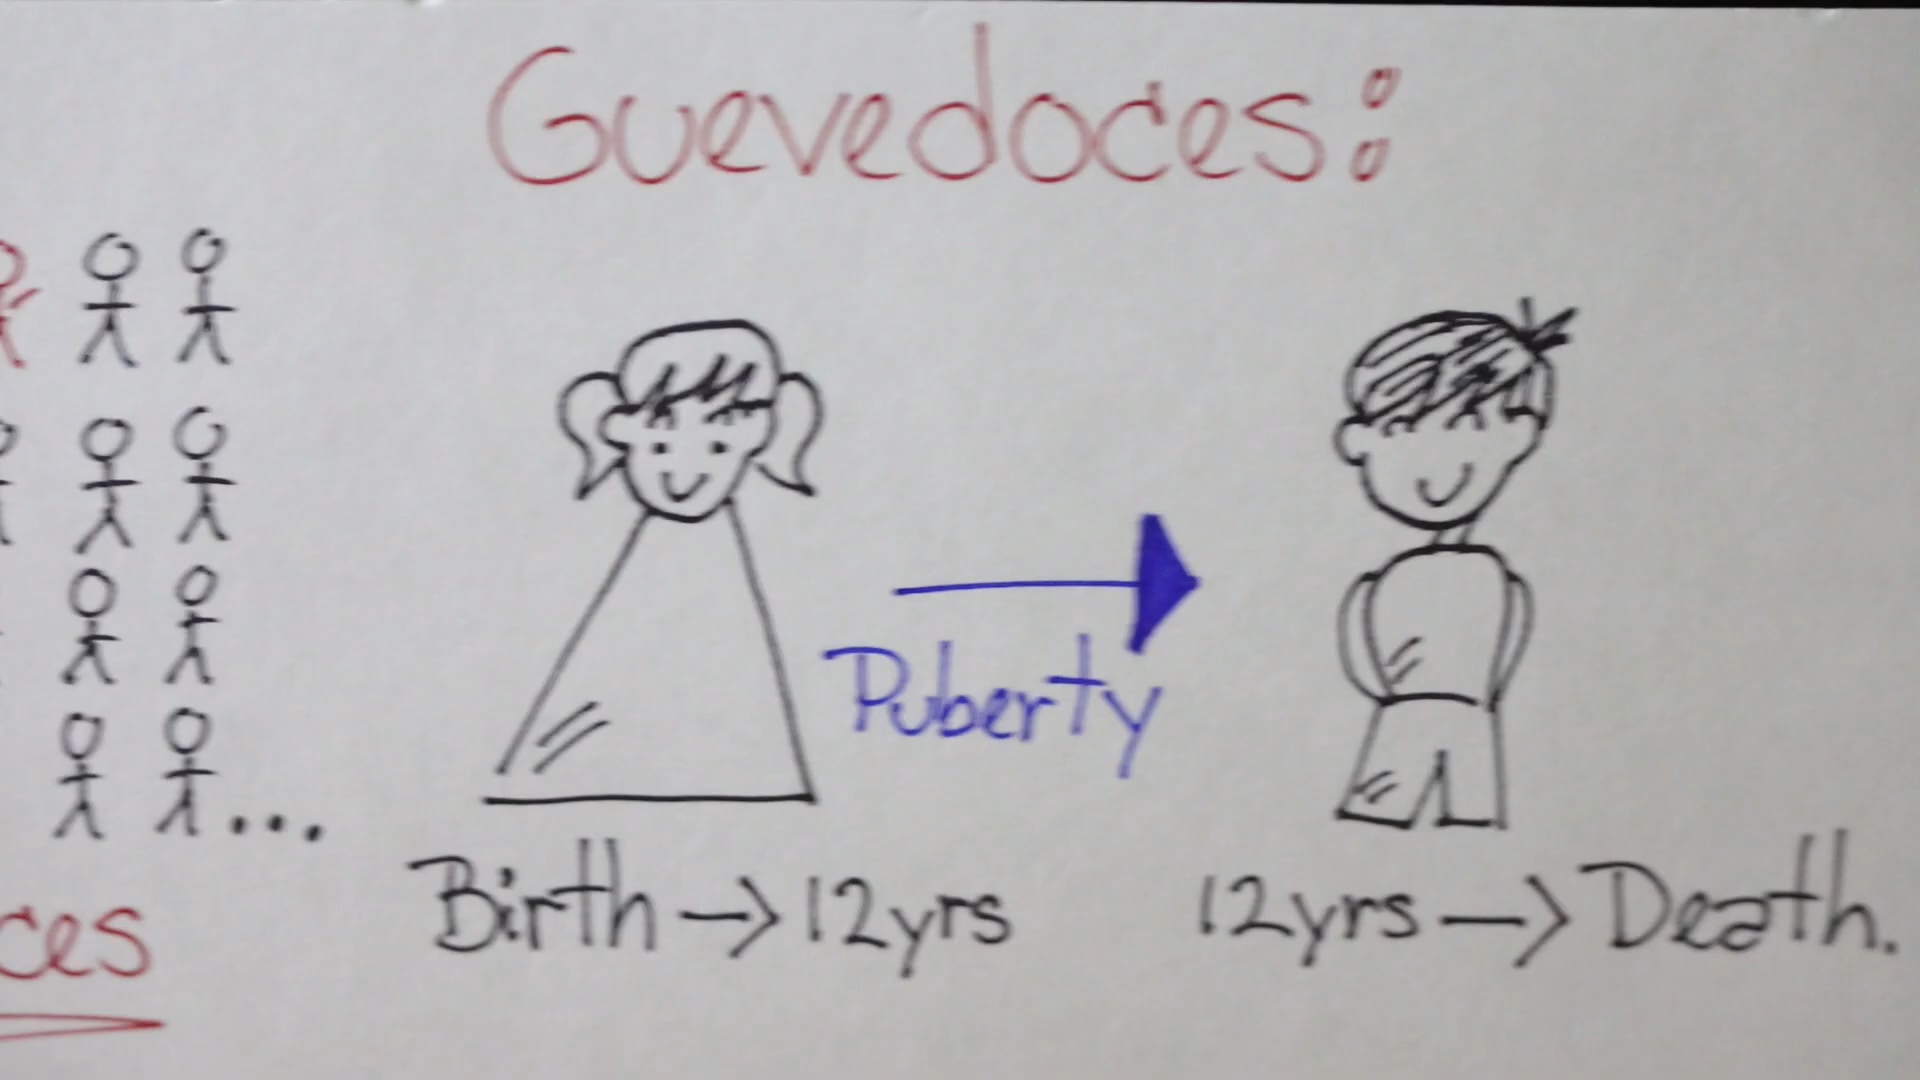 Guevedoces:
Puberty
Birth → 12yrs
12yrs → Death.
ces